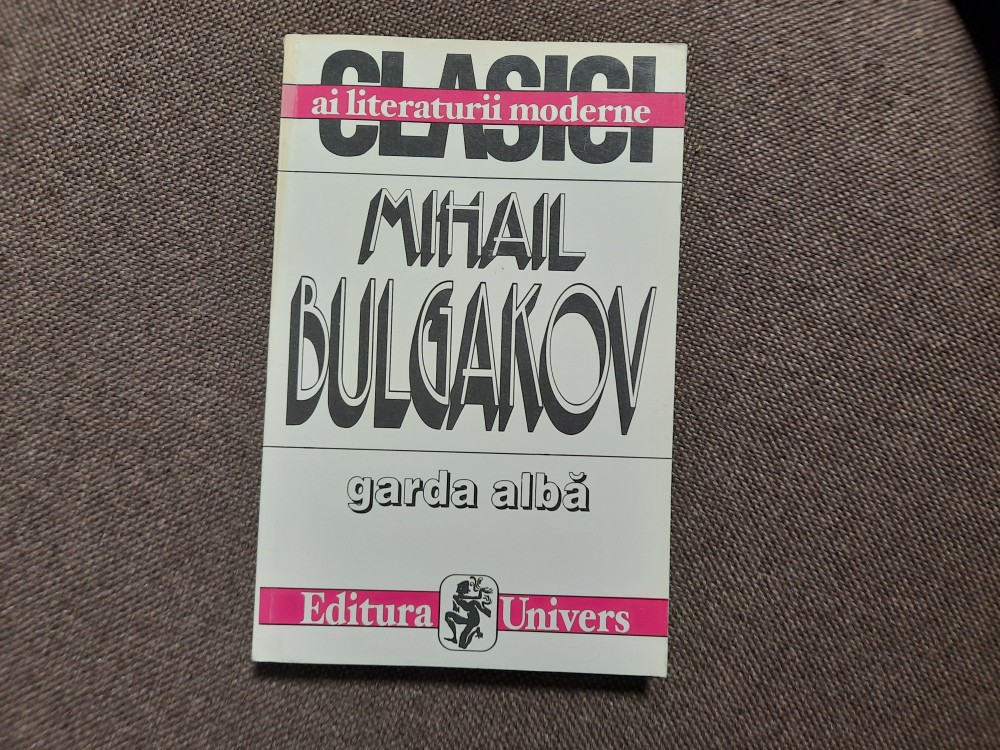 CLASICI
ai literaturii moderne
MIHAIL
BULGAKOV
garda albă
Editura Univers